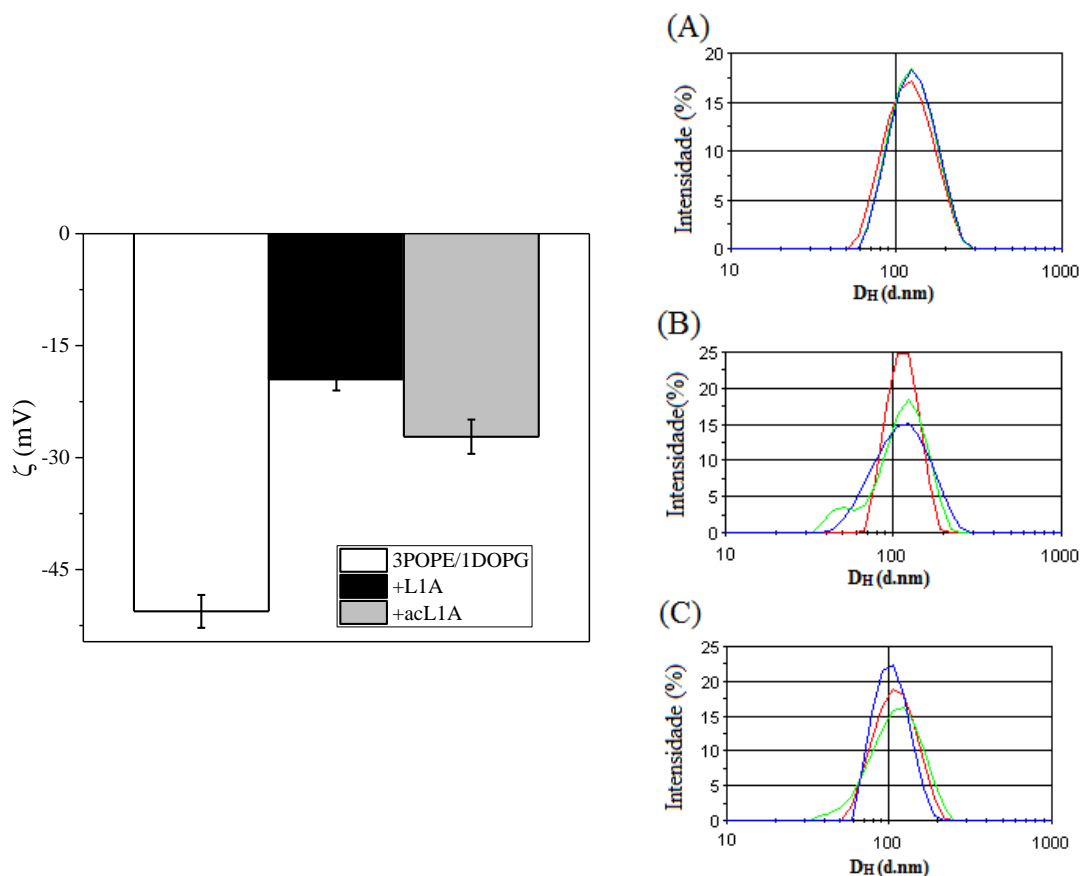 0
-15
-30
-45
ζ (mV)
3POPE/1DOPG
+L1A
+acL1A
(A)
20
15
10
5
0
Intensidade (%)
10 100 1000
DH (d.nm)
(B)
25
20
15
10
5
0
Intensidade(%)
10 100 1000
DH (d.nm)
(C)
25
20
15
10
5
0
Intensidade (%)
10 100 1000
DH (d.nm)